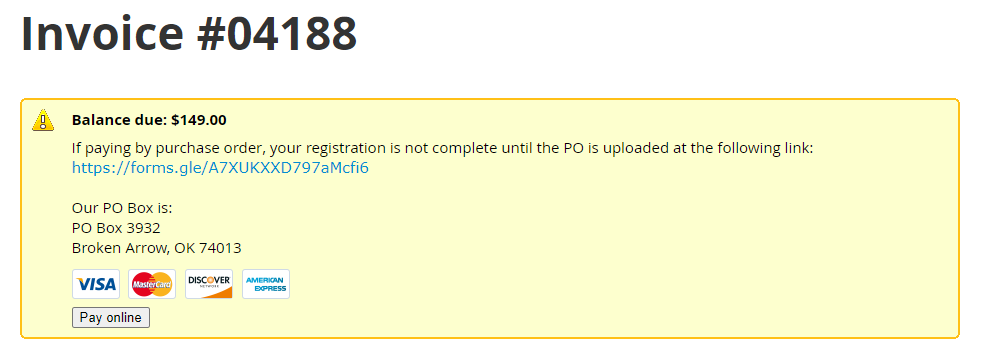 Invoice #04188
Balance due: $149.00
If paying by purchase order, your registration is not complete until the PO is uploaded at the following link:
https://forms.gle/A7XUKXXD797aMcfi6
Our PO Box is:
PO Box 3932
Broken Arrow, OK 74013
VISA MasterCard DISCOVER NETWORK AMERICAN EXPRESS
Pay online